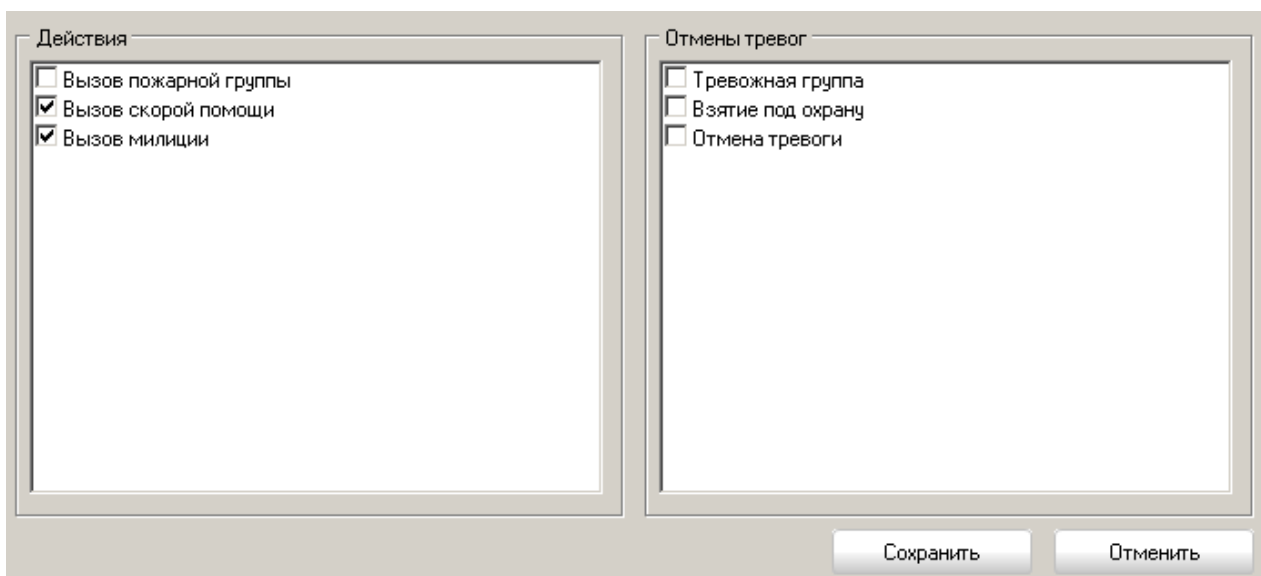 Действия
Вызов пожарной группы
Вызов скорой помощи
Вызов милиции
Отмены тревог
Тревожная группа
Взятие под охрану
Отмена тревоги
Сохранить
Отменить